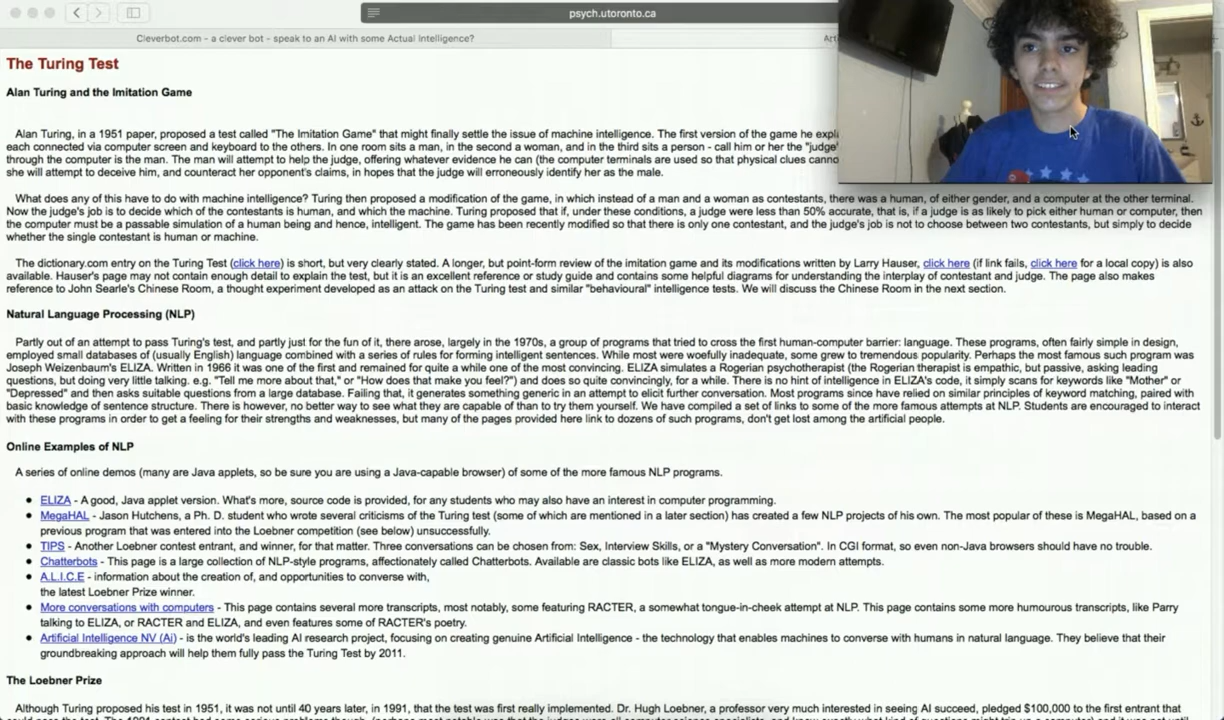 psych.utoronto.ca
Cleverbot.com - a clever bot - speak to an AI with some Actual Intelligence?
The Turing Test
Alan Turing and the Imitation Game
Alan Turing, in a 1951 paper, proposed a test called "The Imitation Game" that might finally settle the issue of machine intelligence. The first version of the game he
each connected via computer screen and keyboard to the others. In one room sits a man, in the second a woman, and in the third sits a person - call him or her the "judge"
through the computer is the man. The man will attempt to help the judge, offering whatever evidence he can (the computer terminals are used so that physical clues
she will attempt to deceive him, and counteract her opponent's claims, in hopes that the judge will erroneously identify her as the male.
What does any of this have to do with machine intelligence? Turing then proposed a modification of the game, in which instead of a man and a woman as contestants, there was a human, of either gender, and a computer at the other terminal.
Now the judge's job is to decide which of the contestants is human, and which the machine. Turing proposed that if, under these conditions, a judge were less than 50% accurate, that is, if a judge is as likely to pick either human or computer, then
the computer must be a passable simulation of a human being and hence, intelligent. The game has been recently modified so that there is only one contestant, and the judge's job is not to choose between two contestants, but simply to decide
whether the single contestant is human or machine.
The dictionary.com entry on the Turing Test (click here) is short, but very clearly stated. A longer, but point-form review of the imitation game and its modifications written by Larry Hauser, click here (if link fails, click here for a local copy) is also
available. Hauser's page may not contain enough detail to explain the test, but it is an excellent reference or study guide and contains some helpful diagrams for understanding the interplay of contestant and judge. The page also makes
reference to John Searle's Chinese Room, a thought experiment developed as an attack on the Turing test and similar "behavioural" intelligence tests. We will discuss the Chinese Room in the next section.
Natural Language Processing (NLP)
Partly out of an attempt to pass Turing's test, and partly just for the fun of it, there arose, largely in the 1970s, a group of programs that tried to cross the first human-computer barrier: language. These programs, often fairly simple in design,
employed small databases of (usually English) language combined with a series of rules for forming intelligent sentences. While most were woefully inadequate, some grew to tremendous popularity. Perhaps the most famous such program was
Joseph Weizenbaum's ELIZA. Written in 1966 it was one of the first and remained for quite a while one of the most convincing. ELIZA simulates a Rogerian psychotherapist (the Rogerian therapist is empathic, but passive, asking leading
questions, but doing very little talking. e.g. "Tell me more about that," or "How does that make you feel?") and does so quite convincingly, for a while. There is no hint of intelligence in ELIZA's code, it simply scans for keywords like "Mother" or
"Depressed" and then asks suitable questions from a large database. Failing that, it generates something generic in an attempt to elicit further conversation. Most programs since have relied on similar principles of keyword matching, paired with
basic knowledge of sentence structure. There is however, no better way to see what they are capable of than to try them yourself. We have compiled a set of links to some of the more famous attempts at NLP. Students are encouraged to interact
with these programs in order to get a feeling for their strengths and weaknesses, but many of the pages provided here link to dozens of such programs, don't get lost among the artificial people.
Online Examples of NLP
A series of online demos (many are Java applets, so be sure you are using a Java-capable browser) of some of the more famous NLP programs.
ELIZA - A good, Java applet version. What's more, source code is provided, for any students who may also have an interest in computer programming.
MegaHAL - Jason Hutchens, a Ph. D. student who wrote several criticisms of the Turing test (some of which are mentioned in a later section) has created a few NLP projects of his own. The most popular of these is MegaHAL, based on a
previous program that was entered into the Loebner competition (see below) unsuccessfully.
TIPS - Another Loebner contest entrant, and winner, for that matter. Three conversations can be chosen from: Sex, Interview Skills, or a "Mystery Conversation". In CGI format, so even non-Java browsers should have no trouble.
Chatterbots - This page is a large collection of NLP-style programs, affectionately called Chatterbots. Available are classic bots like ELIZA, as well as more modern attempts.
A.L.I.C.E - information about the creation of, and opportunities to converse with,
the latest Loebner Prize winner.
More conversations with computers - This page contains several more transcripts, most notably, some featuring RACTER, a somewhat tongue-in-cheek attempt at NLP. This page contains some more humourous transcripts, like Parry
talking to ELIZA, or RACTER and ELIZA, and even features some of RACTER's poetry.
Artificial Intelligence NV (Ai) - is the world's leading AI research project, focusing on creating genuine Artificial Intelligence - the technology that enables machines to converse with humans in natural language. They believe that their
groundbreaking approach will help them fully pass the Turing Test by 2011.
The Loebner Prize
Although Turing proposed his test in 1951, it was not until 40 years later, in 1991, that the test was first really implemented. Dr. Hugh Loebner, a professor very much interested in seeing AI succeed, pledged $100,000 to the first entrant that